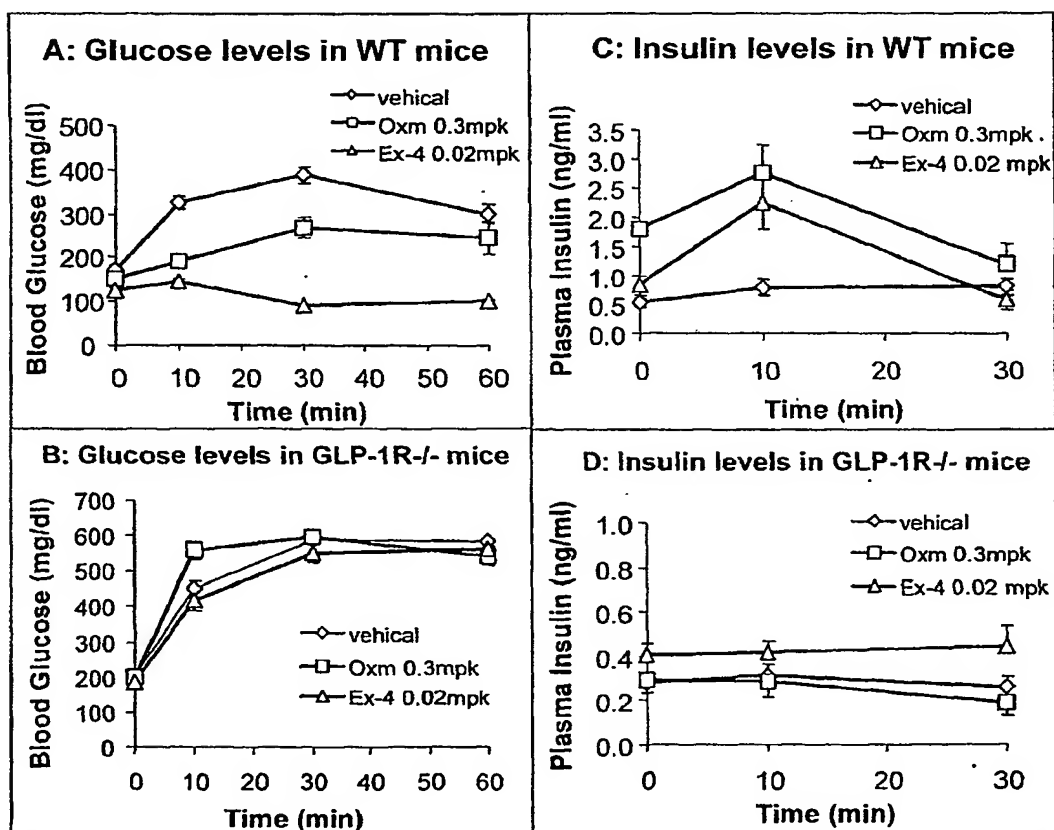 A: Glucose levels in WT mice
vehical
Oxm 0.3mpk
Ex-4 0.02mpk
Blood Glucose (mg/dl)
500
400
300
200
100
0
0 10 20 30 40 50 60
Time (min)
C: Insulin levels in WT mice
vehical
Oxm 0.3mpk
Ex-4 0.02 mpk
Plasma Insulin (ng/ml)
3.5
3.0
2.5
2.0
1.5
1.0
0.5
0.0
0 10 20 30
Time (min)
B: Glucose levels in GLP-1R-/- mice
Blood Glucose (mg/dl)
700
600
500
400
300
200
100
0
vehical
Oxm 0.3mpk
Ex-4 0.02mpk
0 10 20 30 40 50 60
Time (min)
D: Insulin levels in GLP-1R-/- mice
vehical
Oxm 0.3mpk
Ex-4 0.02 mpk
Plasma Insulin (ng/ml)
1.0
0.8
0.6
0.4
0.2
0.0
0 10 20 30
Time (min)